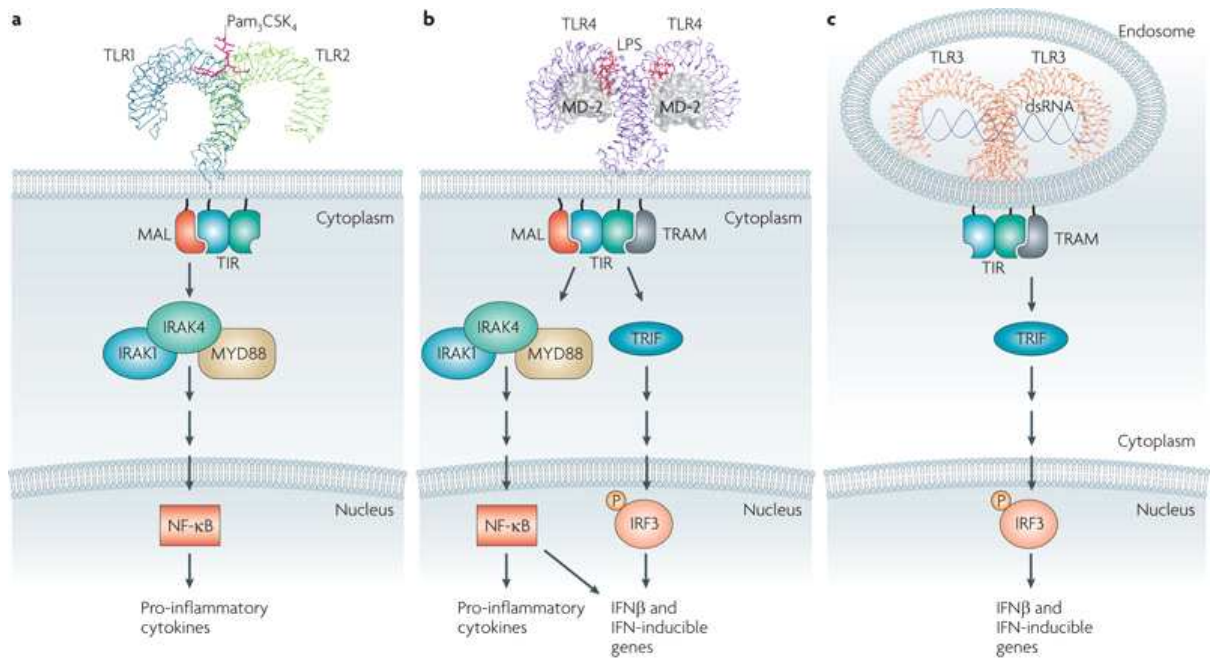 a
Pam₃CSK₄
TLR1
TLR2
Cytoplasm
MAL
TIR
IRAK4
IRAK1
MYD88
Nucleus
NF-κB
Pro-inflammatory
cytokines
b
TLR4
LPS
TLR4
MD-2
MD-2
Cytoplasm
MAL
TRAM
TIR
IRAK4
IRAK1
MYD88
TRIF
Nucleus
P
NF-κB
IRF3
Pro-inflammatory
cytokines
IFNβ and
IFN-inducible
genes
c
Endosome
TLR3
TLR3
dsRNA
TRAM
TIR
TRIF
Cytoplasm
Nucleus
P
IRF3
IFNβ and
IFN-inducible
genes